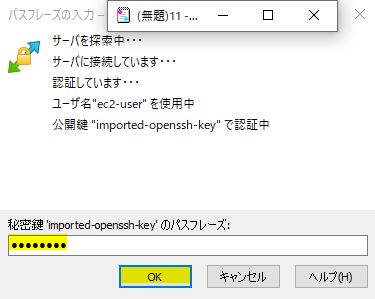 パスフレーズの入力 –
(無題)11 -...
サーバを探索中･･･
サーバに接続しています･･･
認証しています･･･
ユーザ名"ec2-user" を使用中
公開鍵 "imported-openssh-key" で認証中
秘密鍵 'imported-openssh-key' のパスフレーズ:
●●●●●●●●
OK
キャンセル
ヘルプ(H)